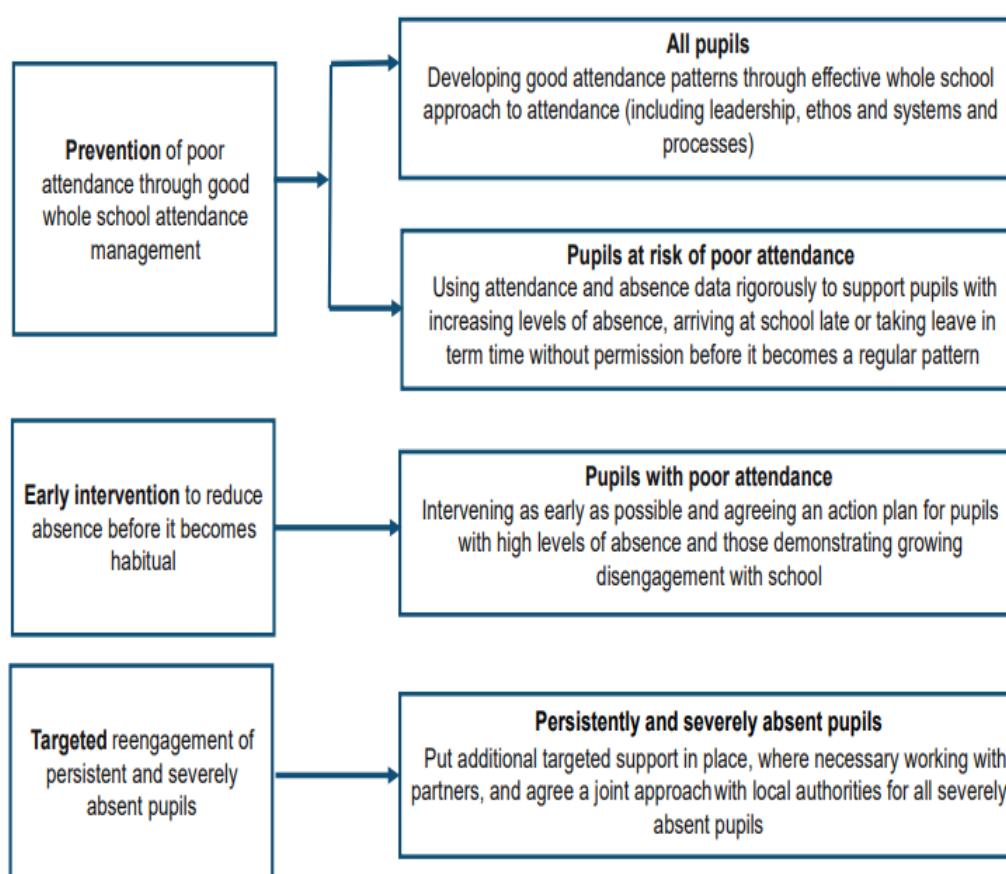 Prevention of poor
attendance through good
whole school attendance
management
All pupils
Developing good attendance patterns through effective whole school
approach to attendance (including leadership, ethos and systems and
processes)
Pupils at risk of poor attendance
Using attendance and absence data rigorously to support pupils with
increasing levels of absence, arriving at school late or taking leave in
term time without permission before it becomes a regular pattern
Early intervention to reduce
absence before it becomes
habitual
Pupils with poor attendance
Intervening as early as possible and agreeing an action plan for pupils
with high levels of absence and those demonstrating growing
disengagement with school
Targeted reengagement of
persistent and severely
absent pupils
Persistently and severely absent pupils
Put additional targeted support in place, where necessary working with
partners, and agree a joint approach with local authorities for all severely
absent pupils